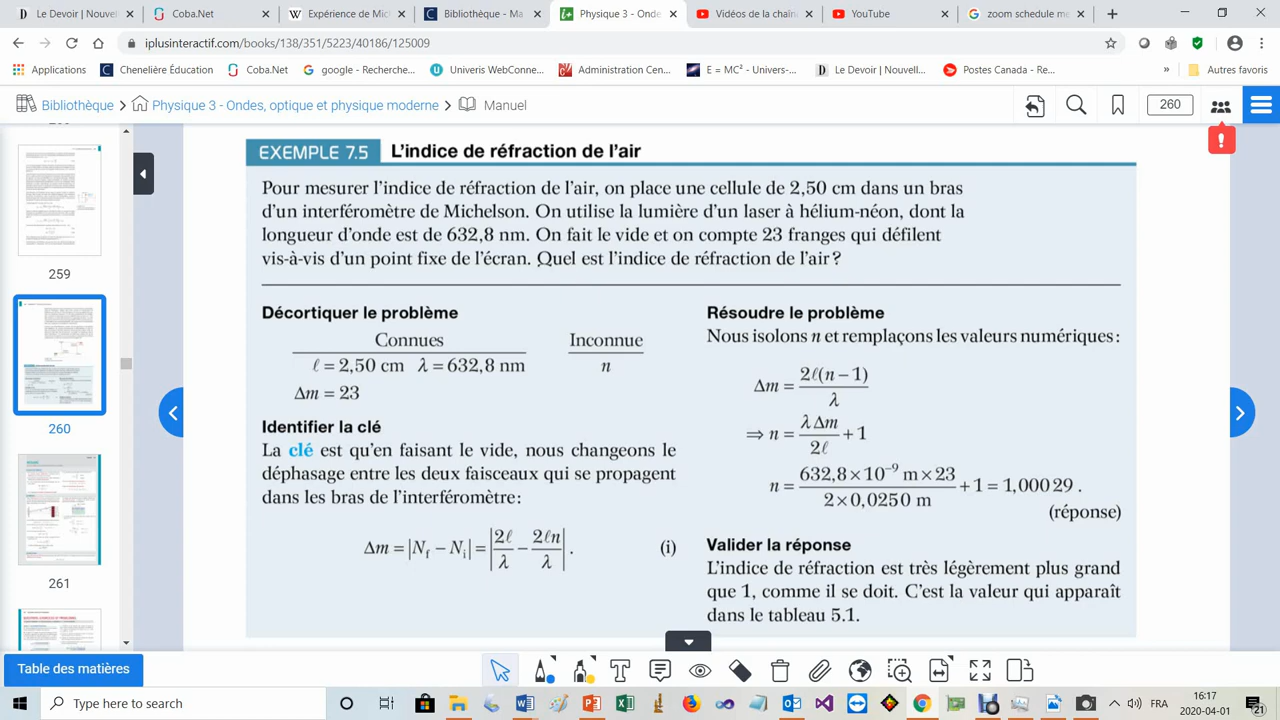 Le Devoir | Nouvell
Coba.Net
Exemple de Mic
Bibliothèque - Ma
Physique 3 - Onde
Vidéos de la chaîn
YouTube
zoom schedule me
iplusinteractif.com/books/138/351/5223/40186/125009
Applications
Chenelière Éducation
Coba.Net
google - Recherche...
Univeris WebConne...
Administration Cen...
E = MC² - Univers-...
Le Devoir | Nouvell...
Postes Canada - Re...
»
Autres favoris
Bibliothèque > Physique 3 - Ondes, optique et physique moderne > Manuel
260
EXEMPLE 7.5 L'indice de réfraction de l'air
Pour mesurer l'indice de réfraction de l'air, on place une cellule de 2,50 cm dans un bras
d'un interféromètre de Michelson. On utilise la lumière d'un laser à hélium-néon, dont la
longueur d'onde est de 632,8 nm. On fait le vide et on compte 23 franges qui défilent
vis-à-vis d'un point fixe de l'écran. Quel est l'indice de réfraction de l'air ?
Décortiquer le problème
Connues Inconnue
ℓ = 2,50 cm λ = 632,8 nm n
Δm = 23
Identifier la clé
La clé est qu'en faisant le vide, nous changeons le
déphasage entre les deux faisceaux qui se propagent
dans les bras de l'interféromètre:
Δm = |N_f − N_i| = |2ℓ/λ − 2ℓn/λ| . (i)
Résoudre le problème
Nous isolons n et remplaçons les valeurs numériques :
Δm = 2ℓ(n−1)/λ
⇒ n = λΔm/2ℓ + 1
n = 632,8×10⁻⁹ m×23 / 2×0,0250 m + 1 = 1,000 29 .
(réponse)
Valider la réponse
L'indice de réfraction est très légèrement plus grand
que 1, comme il se doit. C'est la valeur qui apparaît
dans le tableau 5.1.
259
260
261
Table des matières
Type here to search
FRA
16:17
2020-04-01
21